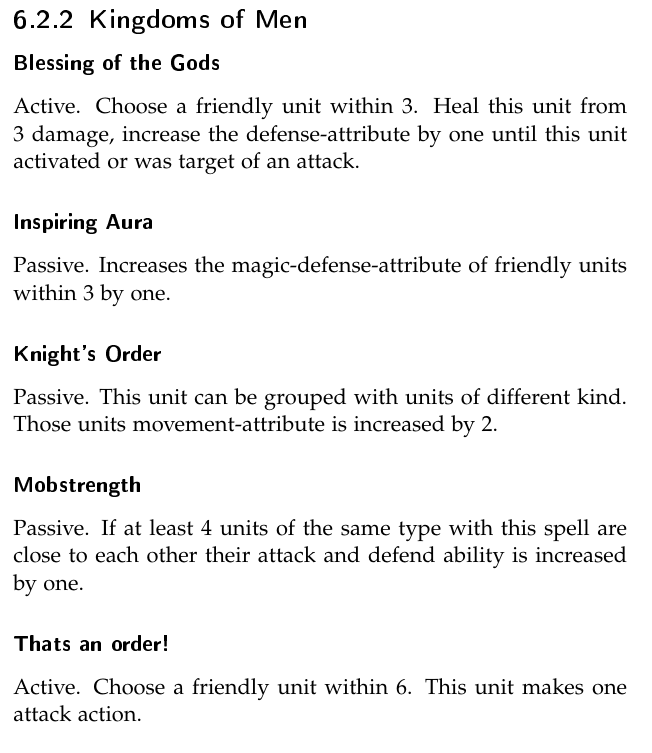 6.2.2 Kingdoms of Men
Blessing of the Gods
Active. Choose a friendly unit within 3. Heal this unit from
3 damage, increase the defense-attribute by one until this unit
activated or was target of an attack.
Inspiring Aura
Passive. Increases the magic-defense-attribute of friendly units
within 3 by one.
Knight's Order
Passive. This unit can be grouped with units of different kind.
Those units movement-attribute is increased by 2.
Mobstrength
Passive. If at least 4 units of the same type with this spell are
close to each other their attack and defend ability is increased
by one.
Thats an order!
Active. Choose a friendly unit within 6. This unit makes one
attack action.